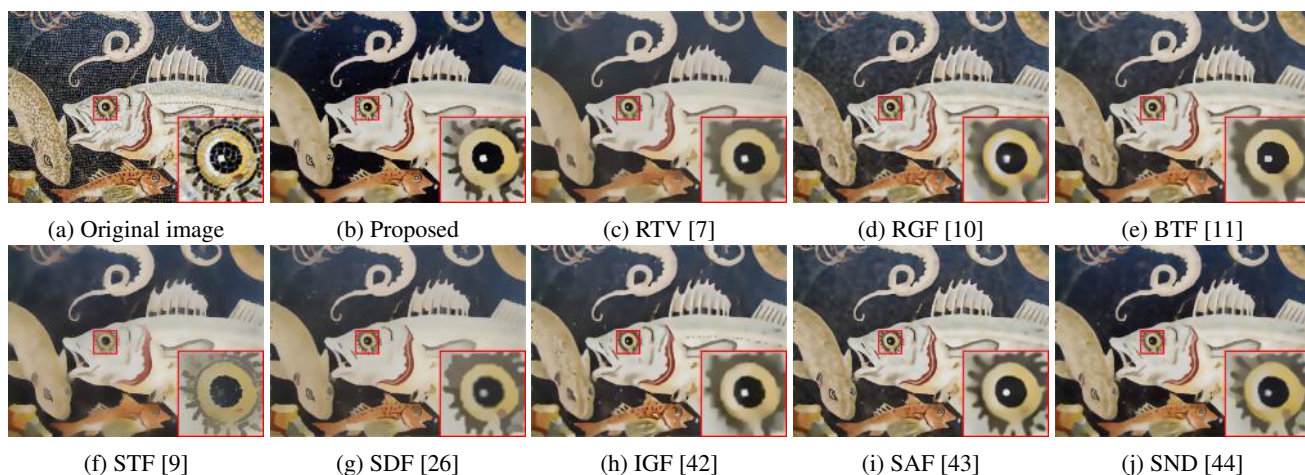 (a) Original image (b) Proposed (c) RTV [7] (d) RGF [10] (e) BTF [11]
(f) STF [9] (g) SDF [26] (h) IGF [42] (i) SAF [43] (j) SND [44]